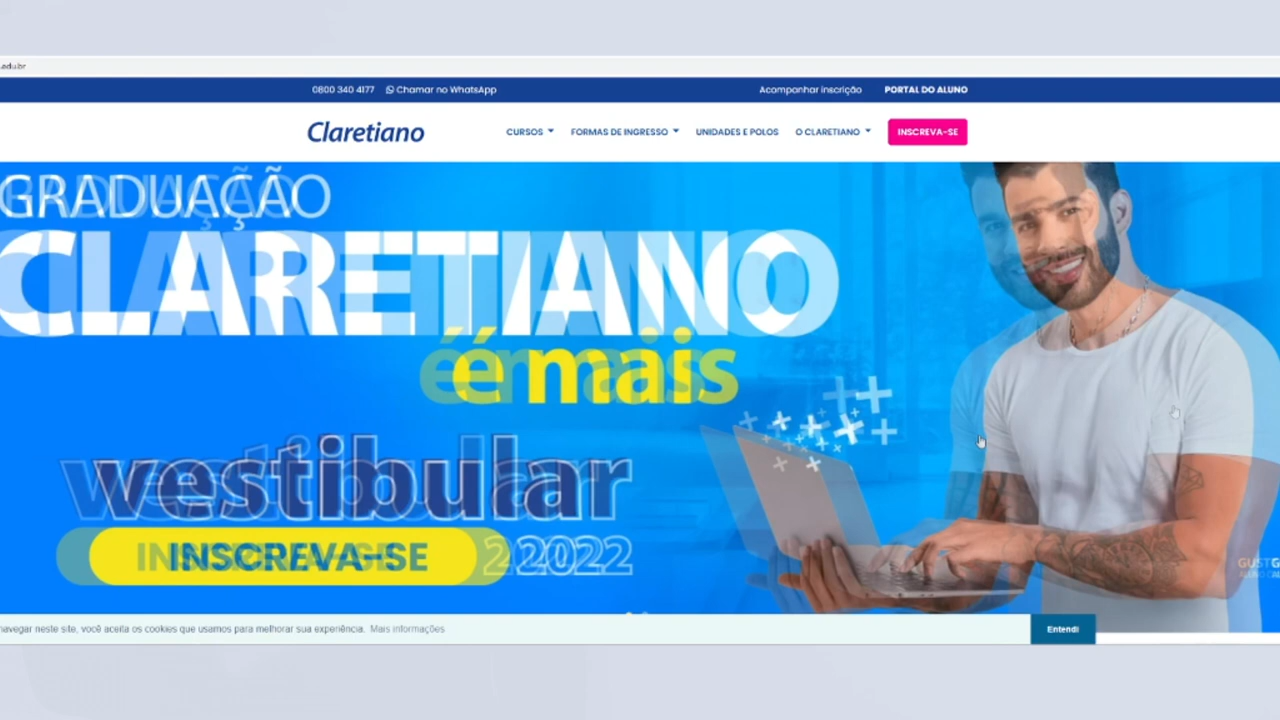 .edu.br
0800 340 4177 Chamar no WhatsApp Acompanhar inscrição PORTAL DO ALUNO
Claretiano CURSOS FORMAS DE INGRESSO UNIDADES E POLOS O CLARETIANO INSCREVA-SE
GRADUAÇÃO
CLARETIANO
é mais
vestibular
INSCREVA-SE 2022
navegar neste site, você aceita os cookies que usamos para melhorar sua experiência. Mais informações Entendi